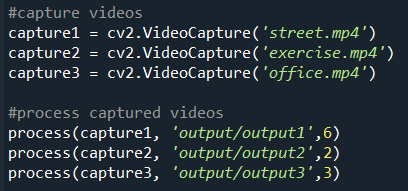 #capture videos
capture1 = cv2.VideoCapture('street.mp4')
capture2 = cv2.VideoCapture('exercise.mp4')
capture3 = cv2.VideoCapture('office.mp4')
#process captured videos
process(capture1, 'output/output1',6)
process(capture2, 'output/output2',2)
process(capture3, 'output/output3',3)